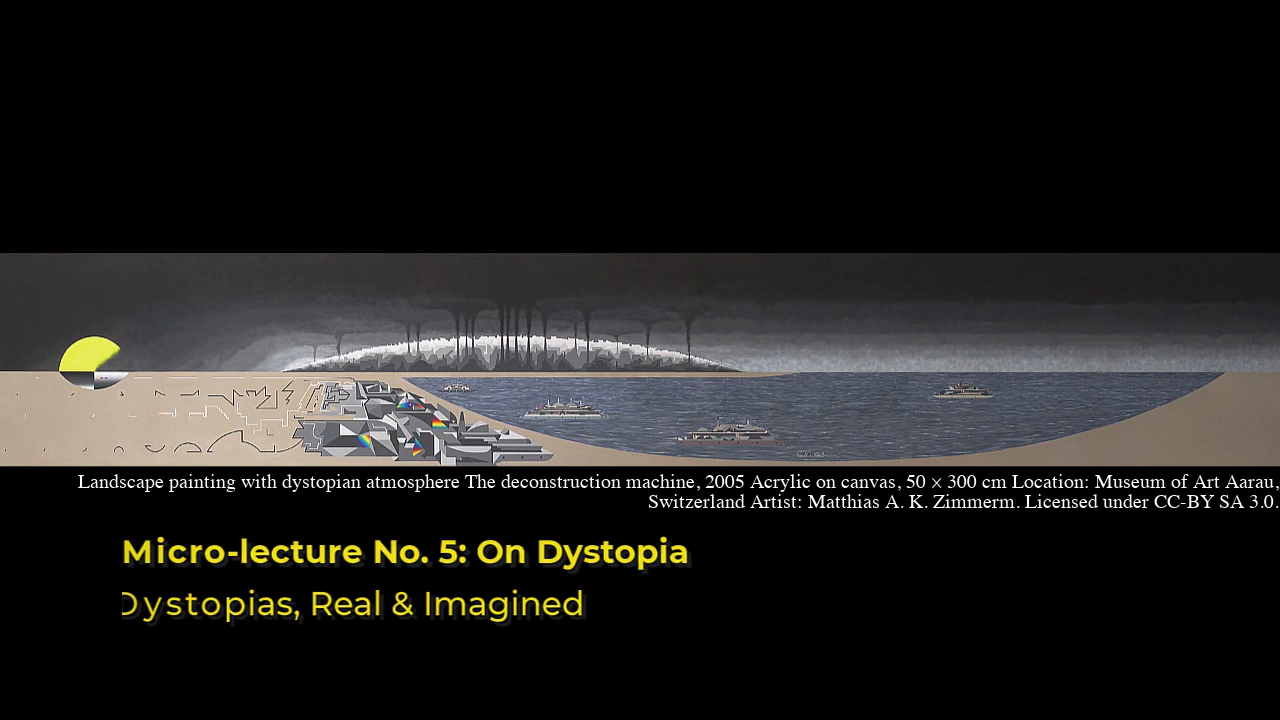 Landscape painting with dystopian atmosphere The deconstruction machine, 2005 Acrylic on canvas, 50 × 300 cm Location: Museum of Art Aarau,
Switzerland Artist: Matthias A. K. Zimmerm. Licensed under CC-BY SA 3.0.
Micro-lecture No. 5: On Dystopia
Dystopias, Real & Imagined